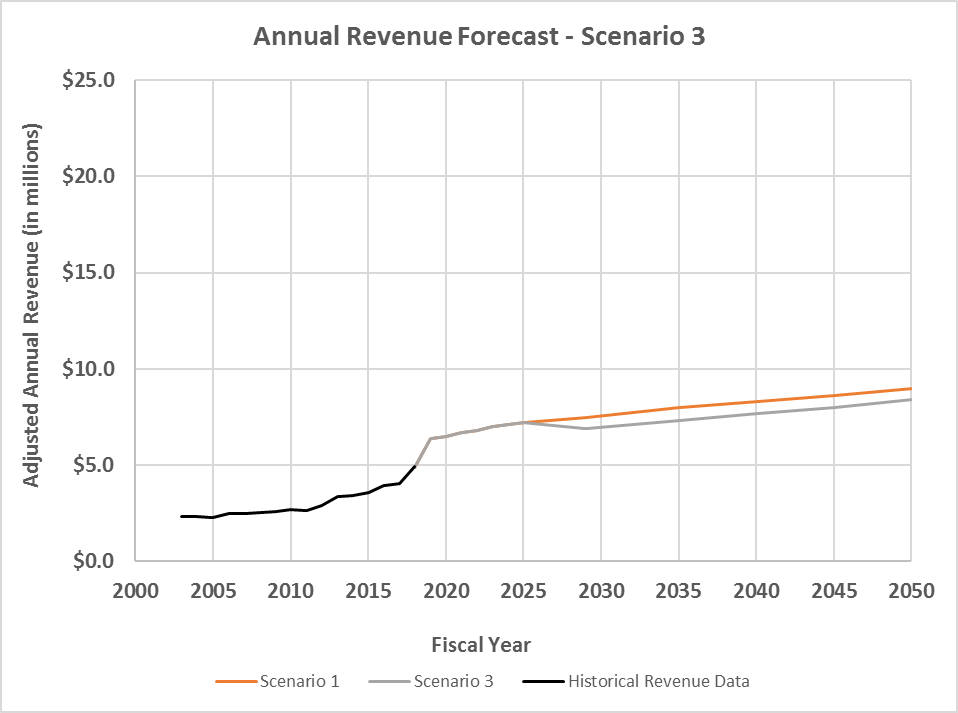 Annual Revenue Forecast - Scenario 3
Adjusted Annual Revenue (in millions)
$25.0
$20.0
$15.0
$10.0
$5.0
$0.0
2000 2005 2010 2015 2020 2025 2030 2035 2040 2045 2050
Fiscal Year
Scenario 1 Scenario 3 Historical Revenue Data